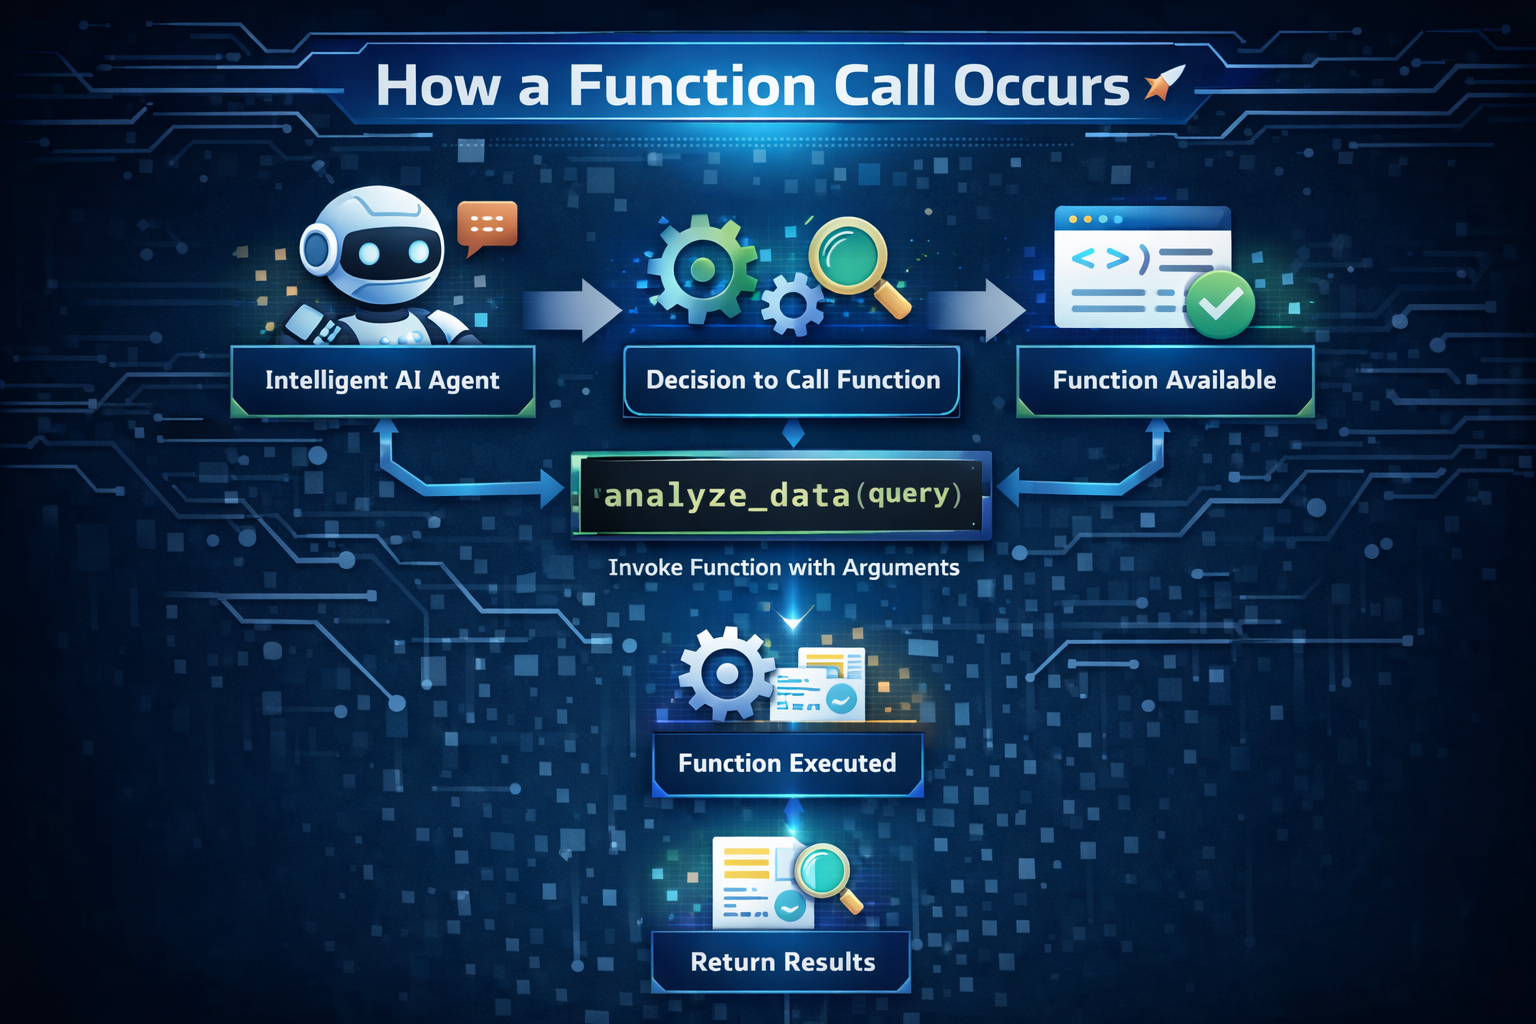 How a Function Call Occurs
Intelligent AI Agent
Decision to Call Function
Function Available
analyze_data(query)
Invoke Function with Arguments
Function Executed
Return Results